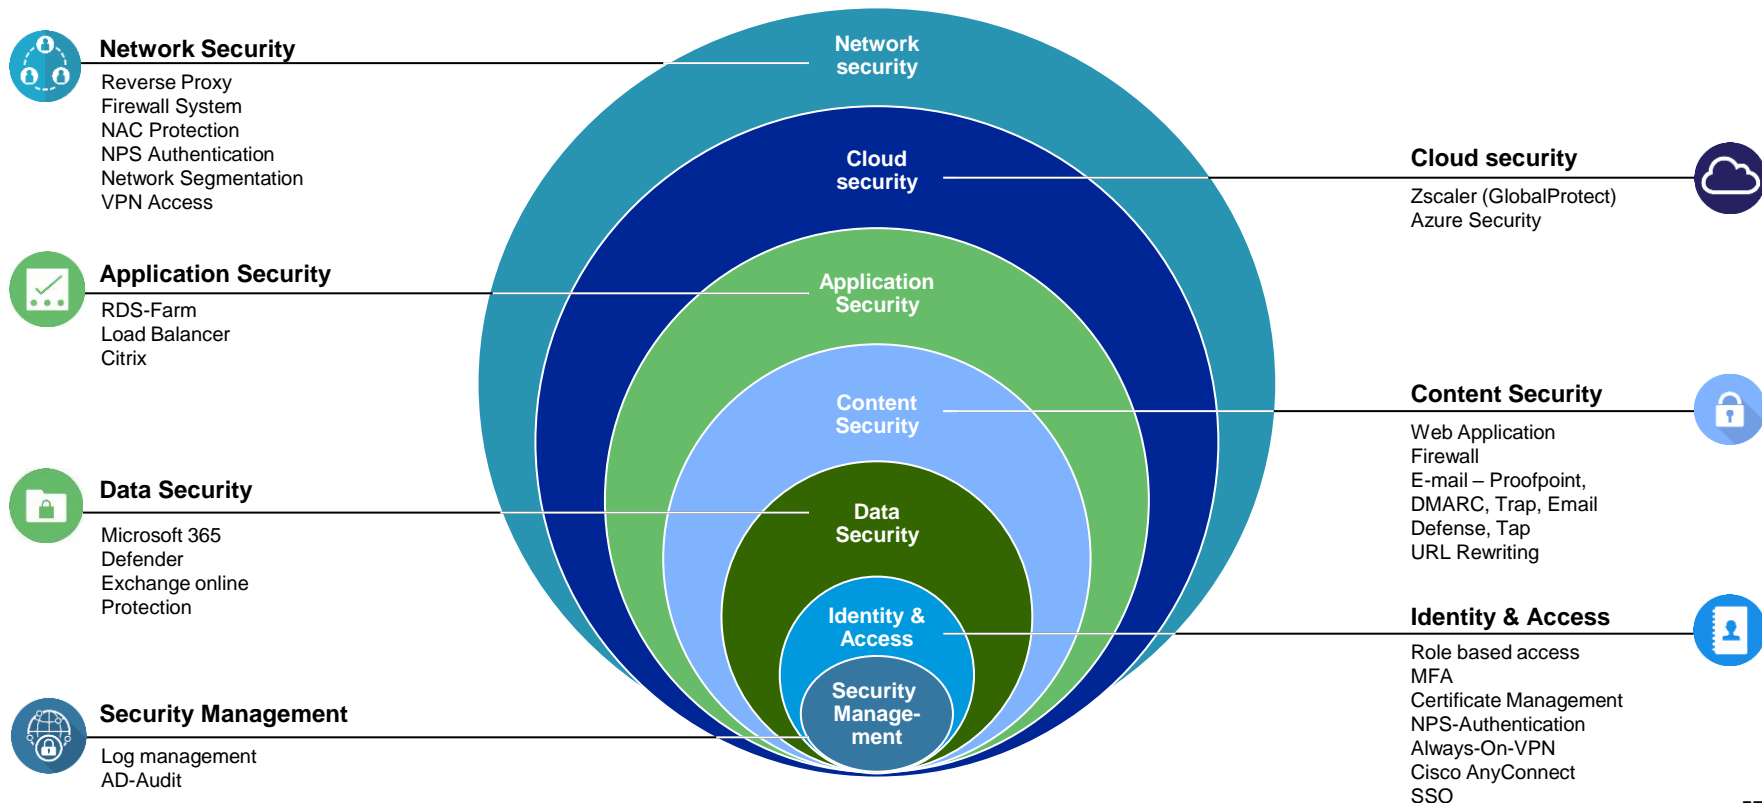 Network Security
Reverse Proxy
Firewall System
NAC Protection
NPS Authentication
Network Segmentation
VPN Access
Application Security
RDS-Farm
Load Balancer
Citrix
Data Security
Microsoft 365
Defender
Exchange online
Protection
Security Management
Log management
AD-Audit
Network
security
Cloud
security
Application
Security
Content
Security
Data
Security
Identity &
Access
Security
Manage-
ment
Cloud security
Zscaler (GlobalProtect)
Azure Security
Content Security
Web Application
Firewall
E-mail – Proofpoint,
DMARC, Trap, Email
Defense, Tap
URL Rewriting
Identity & Access
Role based access
MFA
Certificate Management
NPS-Authentication
Always-On-VPN
Cisco AnyConnect
SSO